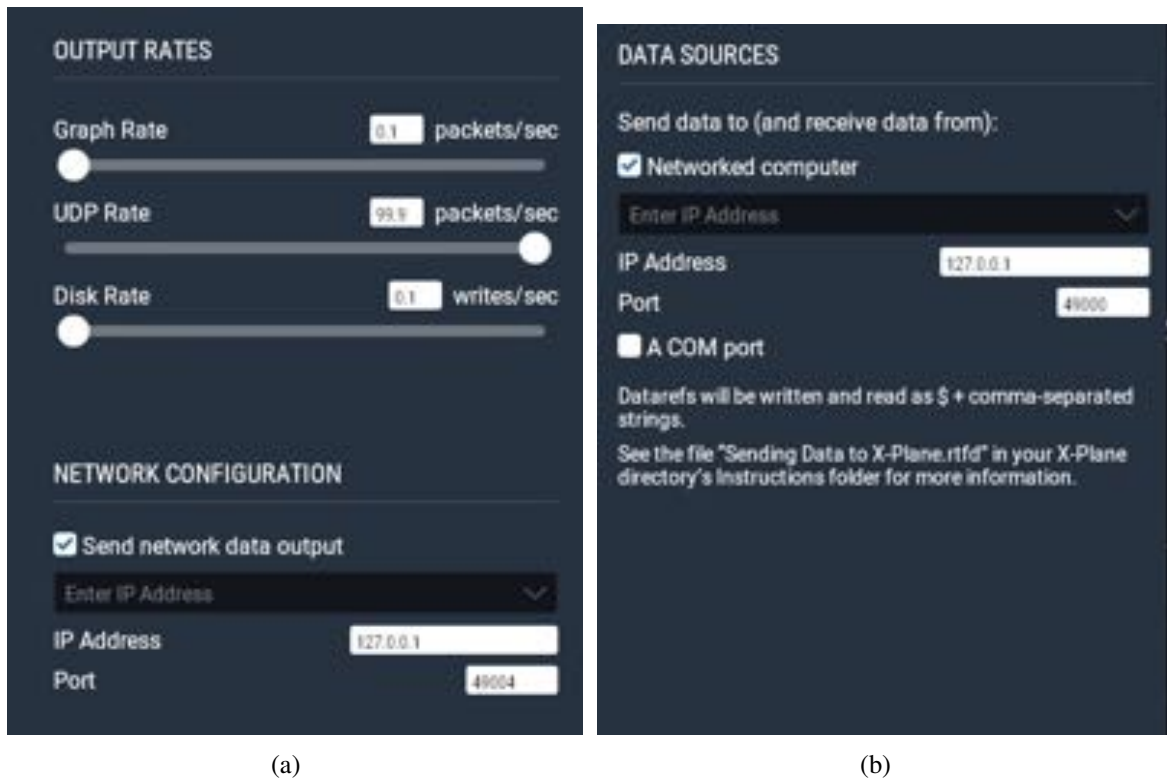 OUTPUT RATES
Graph Rate 0.1 packets/sec
UDP Rate 99.9 packets/sec
Disk Rate 0.1 writes/sec
NETWORK CONFIGURATION
Send network data output
Enter IP Address
IP Address 127.0.0.1
Port 49004
(a)
DATA SOURCES
Send data to (and receive data from):
Networked computer
Enter IP Address
IP Address 127.0.0.1
Port 49000
A COM port
Datarefs will be written and read as $ + comma-separated
strings.
See the file "Sending Data to X-Plane.rtfd" in your X-Plane
directory's Instructions folder for more information.
(b)